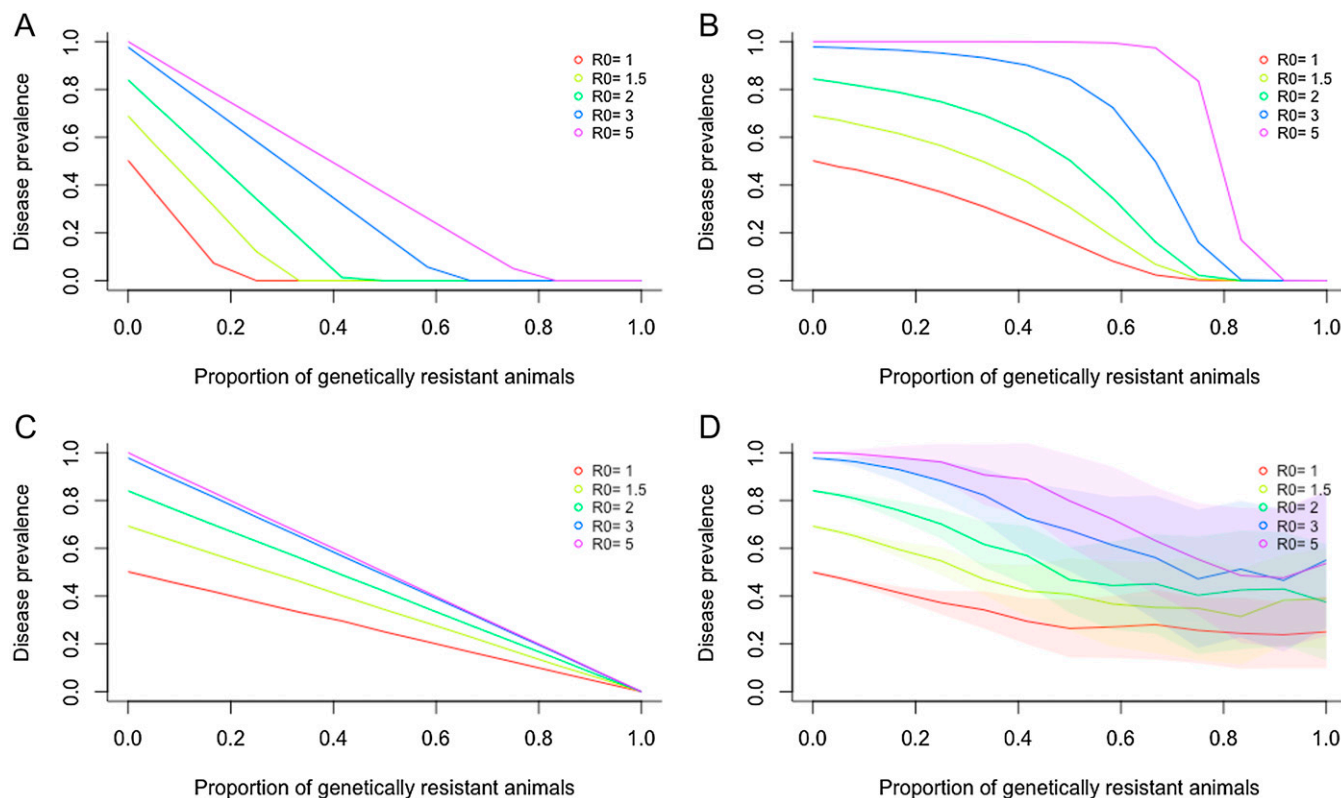 A
Disease prevalence
1.0
0.8
0.6
0.4
0.2
0.0
R0= 1
R0= 1.5
R0= 2
R0= 3
R0= 5
0.0 0.2 0.4 0.6 0.8 1.0
Proportion of genetically resistant animals
B
Disease prevalence
1.0
0.8
0.6
0.4
0.2
0.0
R0= 1
R0= 1.5
R0= 2
R0= 3
R0= 5
0.0 0.2 0.4 0.6 0.8 1.0
Proportion of genetically resistant animals
C
Disease prevalence
1.0
0.8
0.6
0.4
0.2
0.0
R0= 1
R0= 1.5
R0= 2
R0= 3
R0= 5
0.0 0.2 0.4 0.6 0.8 1.0
Proportion of genetically resistant animals
D
Disease prevalence
1.0
0.8
0.6
0.4
0.2
0.0
R0= 1
R0= 1.5
R0= 2
R0= 3
R0= 5
0.0 0.2 0.4 0.6 0.8 1.0
Proportion of genetically resistant animals